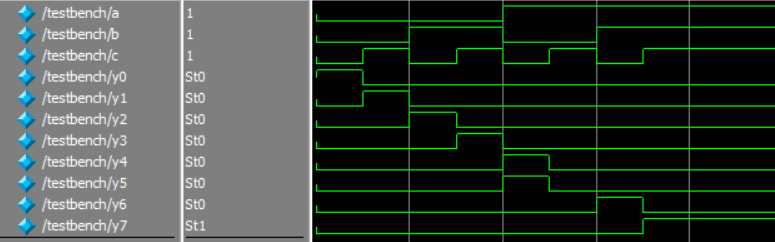 /testbench/a 1
/testbench/b 1
/testbench/c 1
/testbench/y0 St0
/testbench/y1 St0
/testbench/y2 St0
/testbench/y3 St0
/testbench/y4 St0
/testbench/y5 St0
/testbench/y6 St0
/testbench/y7 St1